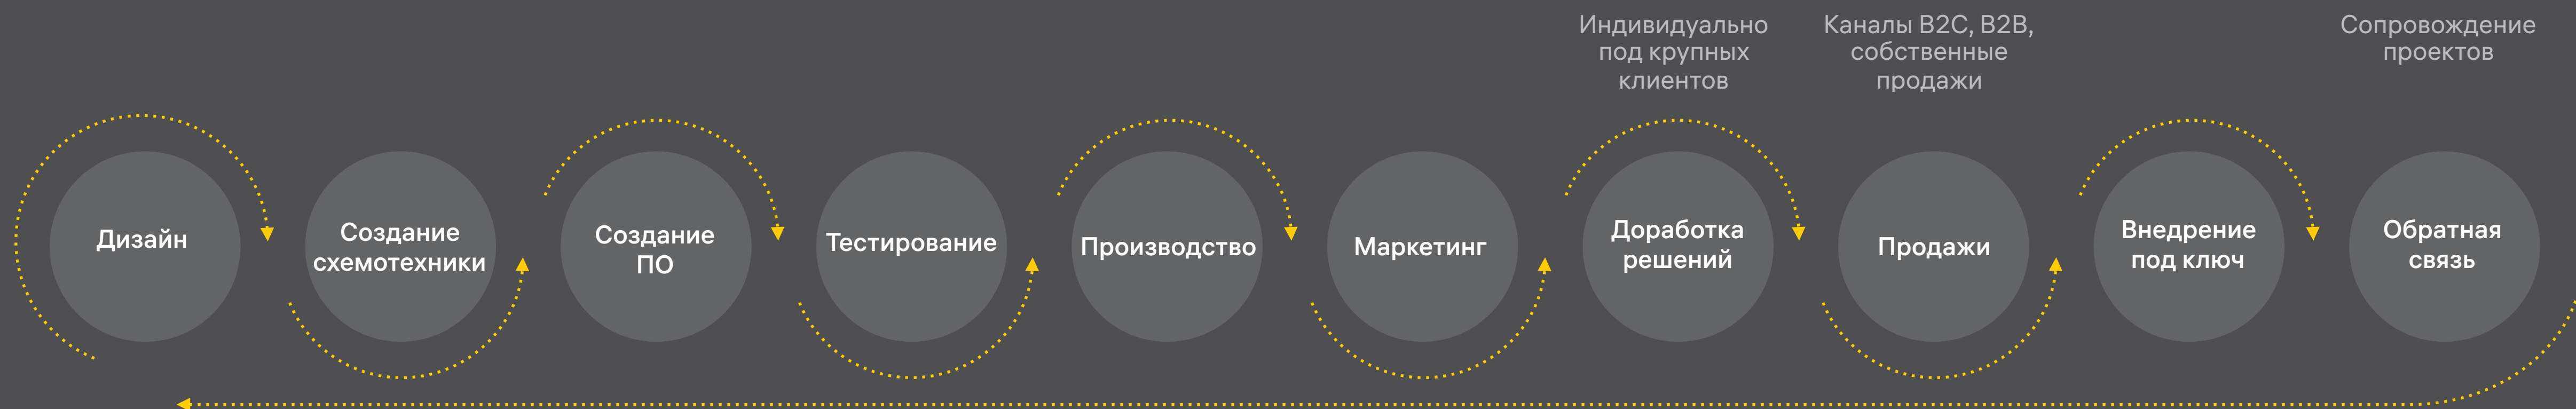 Индивидуально
под крупных
клиентов
Каналы B2C, B2B,
собственные
продажи
Сопровождение
проектов
Дизайн
Создание
схемотехники
Создание
ПО
Тестирование
Производство
Маркетинг
Доработка
решений
Продажи
Внедрение
под ключ
Обратная
связь